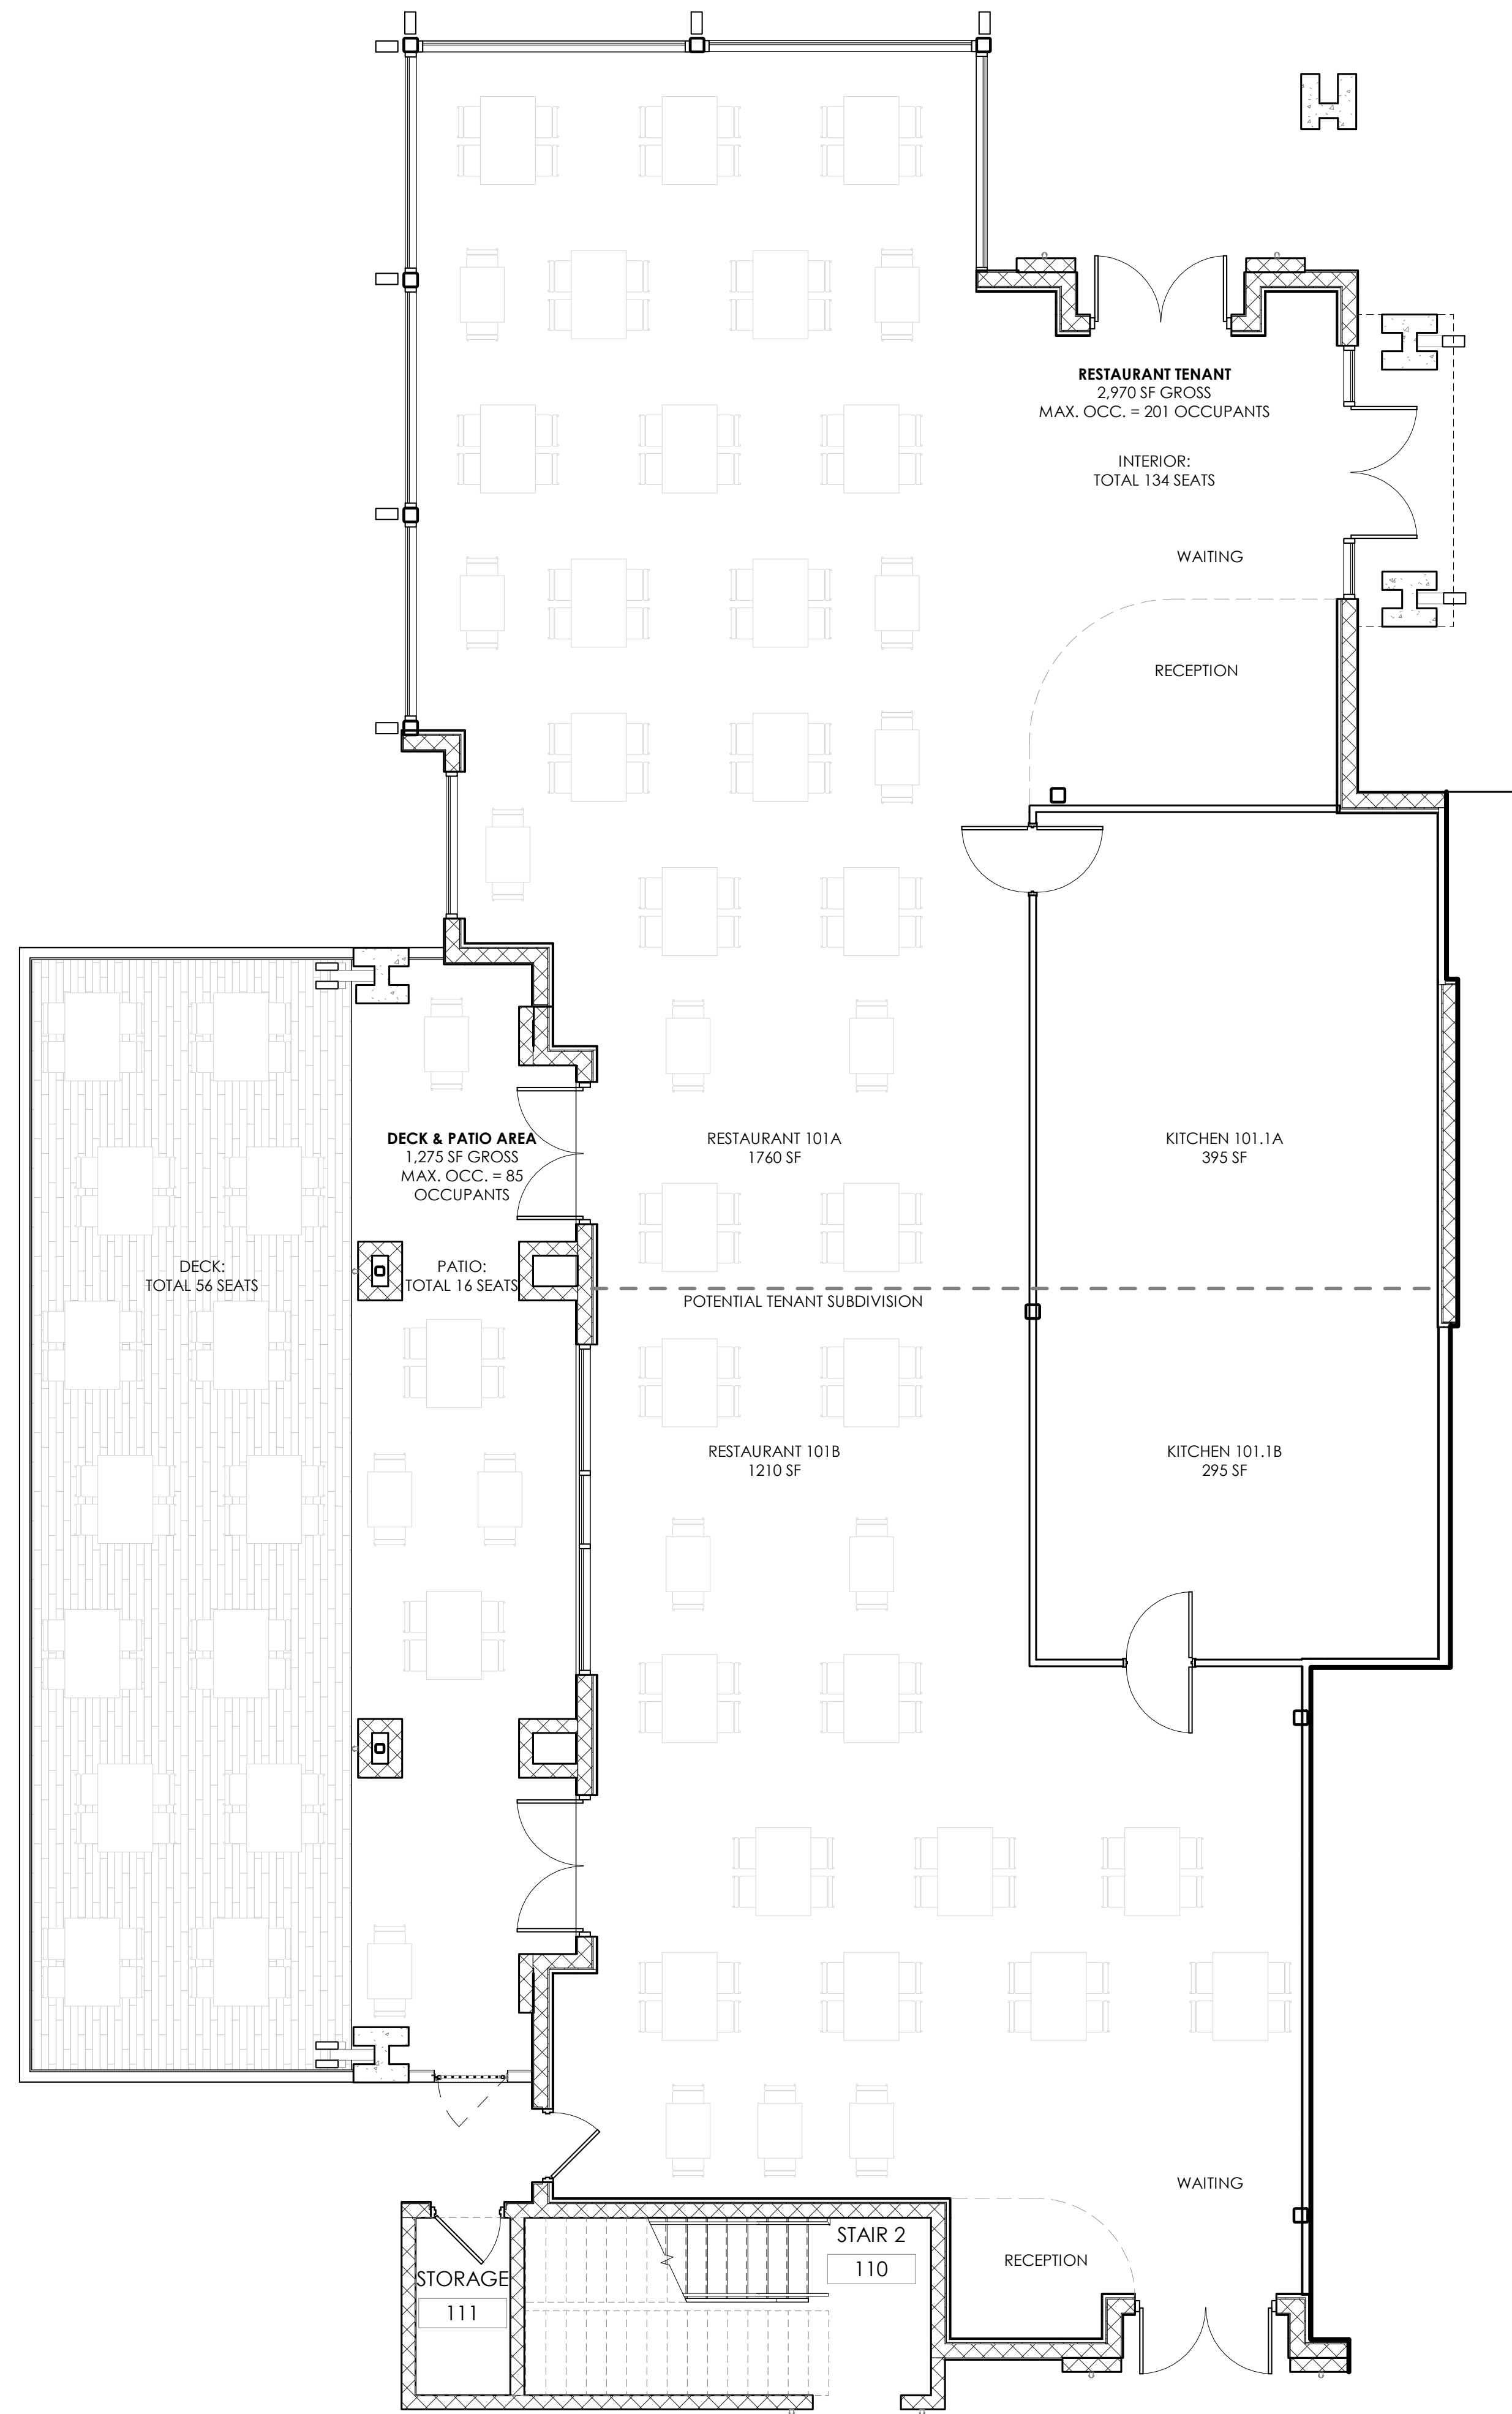 RESTAURANT TENANT
2,970 SF GROSS
MAX. OCC. = 201 OCCUPANTS
INTERIOR:
TOTAL 134 SEATS
WAITING
RECEPTION
DECK & PATIO AREA
1,275 SF GROSS
MAX. OCC. = 85
OCCUPANTS
RESTAURANT 101A
1760 SF
KITCHEN 101.1A
395 SF
DECK:
TOTAL 56 SEATS
PATIO:
TOTAL 16 SEATS
POTENTIAL TENANT SUBDIVISION
RESTAURANT 101B
1210 SF
KITCHEN 101.1B
295 SF
WAITING
RECEPTION
STAIR 2
110
STORAGE
111